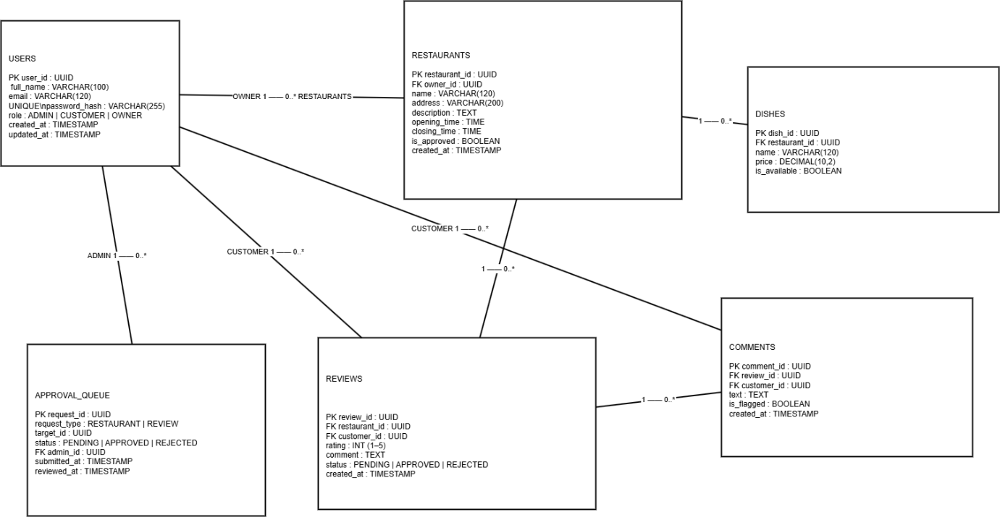 USERS
PK user_id : UUID
full_name : VARCHAR(100)
email : VARCHAR(120)
UNIQUE\npassword_hash : VARCHAR(255)
role : ADMIN | CUSTOMER | OWNER
created_at : TIMESTAMP
updated_at : TIMESTAMP
OWNER 1 —— 0..* RESTAURANTS
RESTAURANTS
PK restaurant_id : UUID
FK owner_id : UUID
name : VARCHAR(120)
address : VARCHAR(200)
description : TEXT
opening_time : TIME
closing_time : TIME
is_approved : BOOLEAN
created_at : TIMESTAMP
1 —— 0..*
DISHES
PK dish_id : UUID
FK restaurant_id : UUID
name : VARCHAR(120)
price : DECIMAL(10,2)
is_available : BOOLEAN
ADMIN 1 —— 0..*
CUSTOMER 1 —— 0..*
CUSTOMER 1 —— 0..*
1 —— 0..*
APPROVAL_QUEUE
PK request_id : UUID
request_type : RESTAURANT | REVIEW
target_id : UUID
status : PENDING | APPROVED | REJECTED
FK admin_id : UUID
submitted_at : TIMESTAMP
reviewed_at : TIMESTAMP
REVIEWS
PK review_id : UUID
FK restaurant_id : UUID
FK customer_id : UUID
rating : INT (1–5)
comment : TEXT
status : PENDING | APPROVED | REJECTED
created_at : TIMESTAMP
1 —— 0..*
COMMENTS
PK comment_id : UUID
FK review_id : UUID
FK customer_id : UUID
text : TEXT
is_flagged : BOOLEAN
created_at : TIMESTAMP